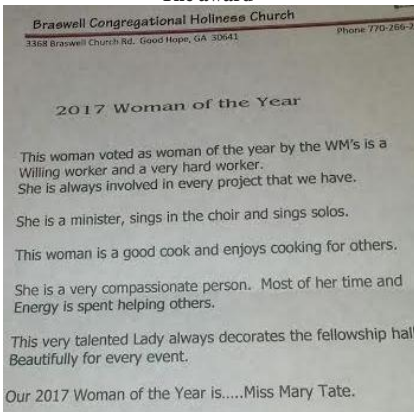 Braswell Congregational Holiness Church
3368 Braswell Church Rd. Good Hope, GA 30641
Phone 770-266-2
2017 Woman of the Year
This woman voted as woman of the year by the WM's is a
Willing worker and a very hard worker.
She is always involved in every project that we have.
She is a minister, sings in the choir and sings solos.
This woman is a good cook and enjoys cooking for others.
She is a very compassionate person. Most of her time and
Energy is spent helping others.
This very talented Lady always decorates the fellowship hall
Beautifully for every event.
Our 2017 Woman of the Year is.....Miss Mary Tate.